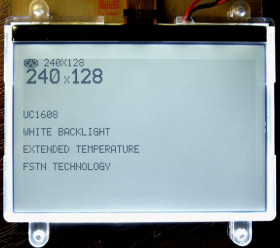 240X128
240x128
UC1608
WHITE BACKLIGHT
EXTENDED TEMPERATURE
FSTN TECHNOLOGY